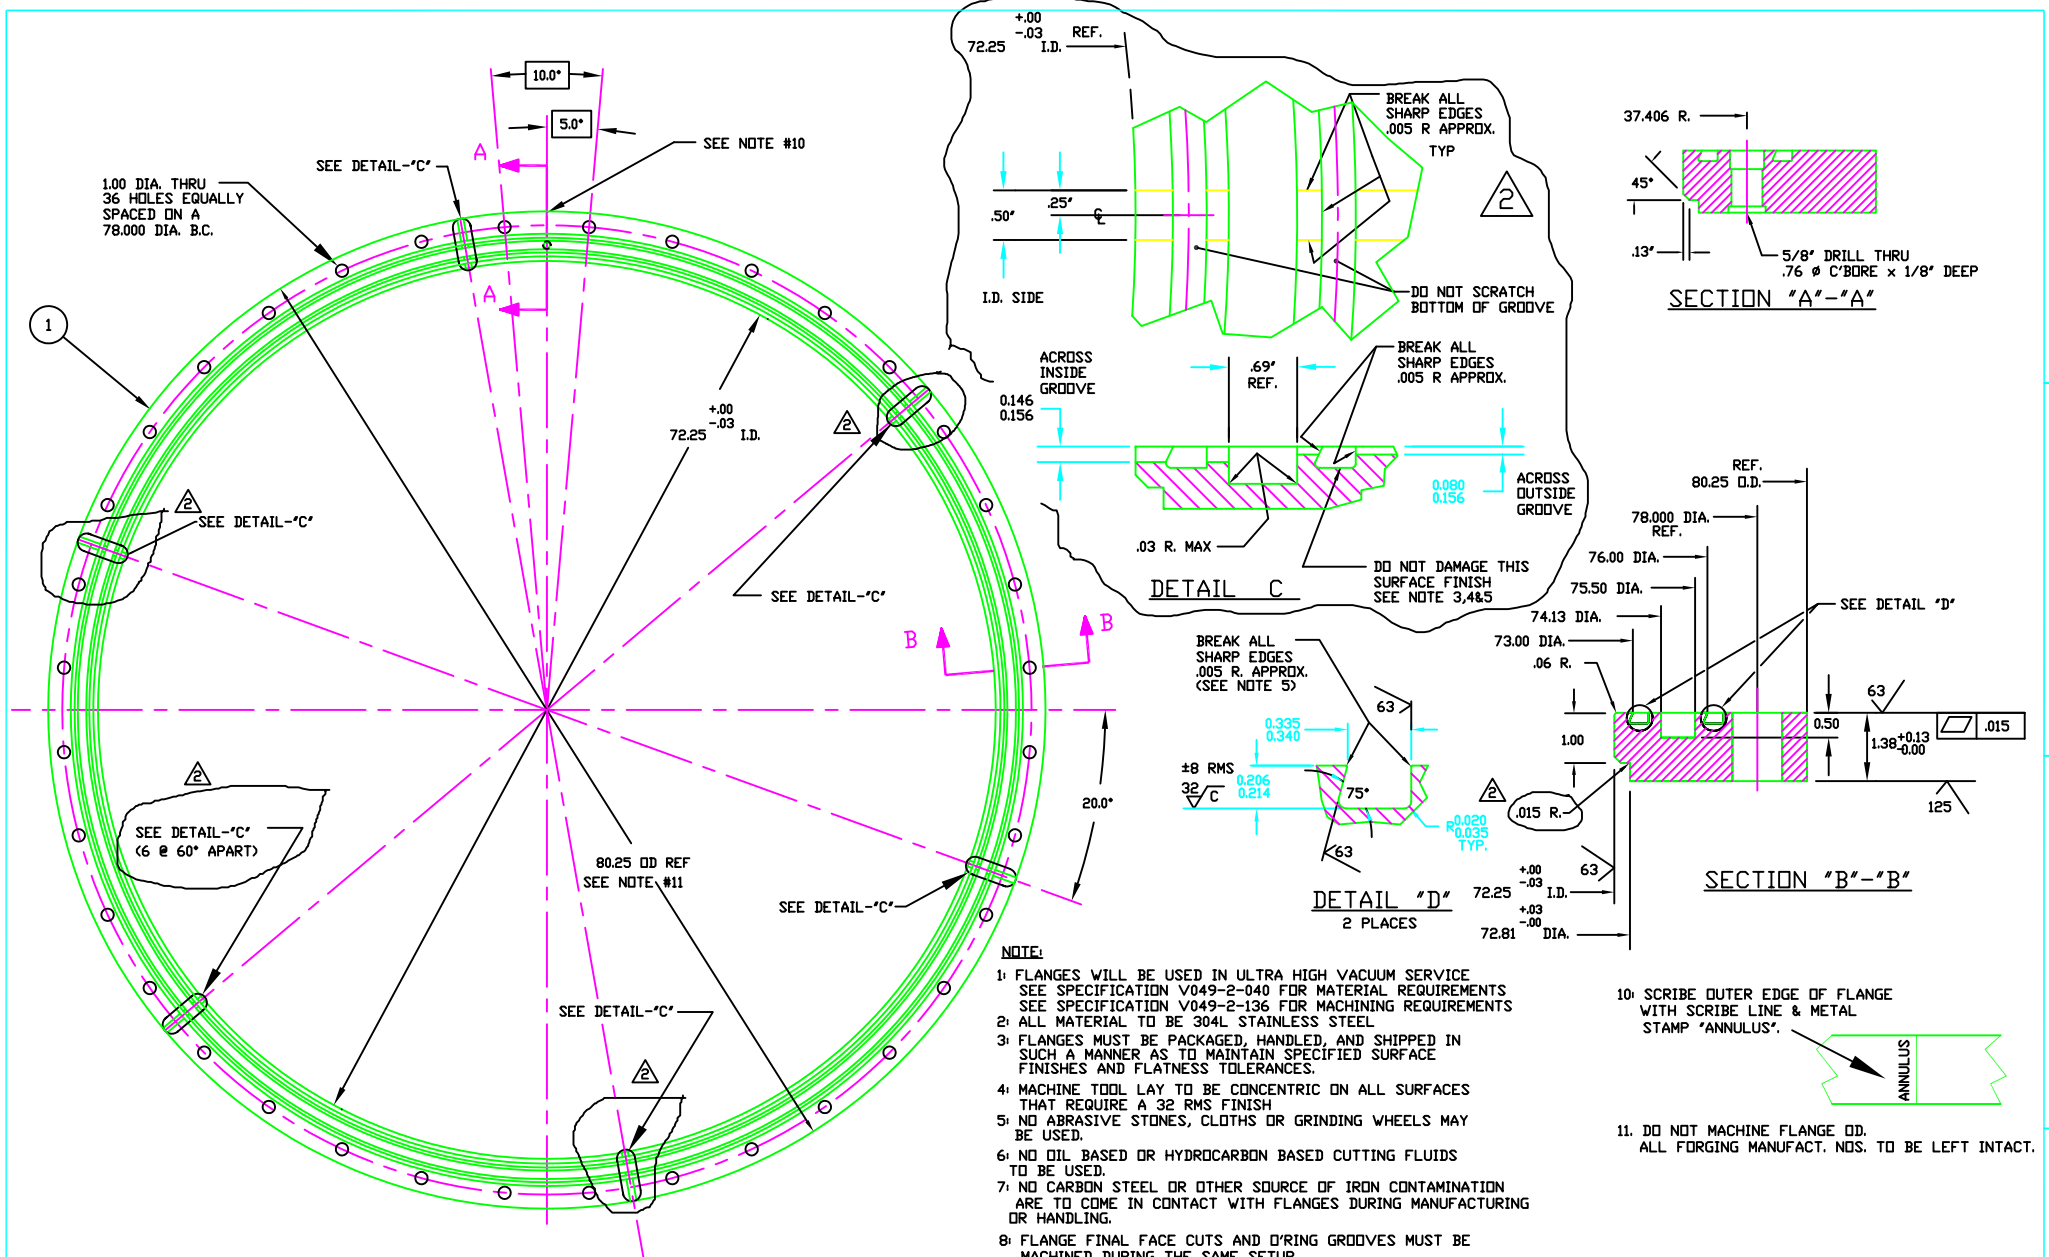 10.0°
5.0°
A
A
SEE NOTE #10
SEE DETAIL-"C"
1.00 DIA. THRU
36 HOLES EQUALLY
SPACED ON A
78.000 DIA. B.C.
1
+.00
-.03
72.25 I.D.
2
SEE DETAIL-"C"
2
SEE DETAIL-"C"
B
B
2
SEE DETAIL-"C"
(6 @ 60° APART)
80.25 OD REF
SEE NOTE #11
20.0°
SEE DETAIL-"C"
SEE DETAIL-"C"
2
+.00
-.03 REF.
72.25 I.D.
BREAK ALL
SHARP EDGES
.005 R APPROX.
TYP
2
.50"
.25"
℄
I.D. SIDE
DO NOT SCRATCH
BOTTOM OF GROOVE
ACROSS
INSIDE
GROOVE
0.146
0.156
.69"
REF.
BREAK ALL
SHARP EDGES
.005 R APPROX.
0.080
0.156
ACROSS
OUTSIDE
GROOVE
.03 R. MAX
DO NOT DAMAGE THIS
SURFACE FINISH
SEE NOTE 3,4&5
DETAIL C
37.406 R.
45°
.13"
5/8" DRILL THRU
.76 ø C'BORE x 1/8" DEEP
SECTION "A"-"A"
BREAK ALL
SHARP EDGES
.005 R. APPROX.
(SEE NOTE 5)
63
0.335
0.340
±8 RMS
32
C
0.206
0.214
75°
R0.020
0.035
TYP.
63
DETAIL "D"
2 PLACES
REF.
80.25 O.D.
78.000 DIA.
REF.
76.00 DIA.
75.50 DIA.
74.13 DIA.
73.00 DIA.
.06 R.
SEE DETAIL "D"
63
.015
0.50
1.38 +0.13
-0.00
1.00
2
.015 R.
125
63
+.00
-.03
72.25 I.D.
+.03
-.00
72.81 DIA.
SECTION "B"-"B"
NOTE:
1: FLANGES WILL BE USED IN ULTRA HIGH VACUUM SERVICE
SEE SPECIFICATION V049-2-040 FOR MATERIAL REQUIREMENTS
SEE SPECIFICATION V049-2-136 FOR MACHINING REQUIREMENTS
2: ALL MATERIAL TO BE 304L STAINLESS STEEL
3: FLANGES MUST BE PACKAGED, HANDLED, AND SHIPPED IN
SUCH A MANNER AS TO MAINTAIN SPECIFIED SURFACE
FINISHES AND FLATNESS TOLERANCES.
4: MACHINE TOOL LAY TO BE CONCENTRIC ON ALL SURFACES
THAT REQUIRE A 32 RMS FINISH
5: NO ABRASIVE STONES, CLOTHS OR GRINDING WHEELS MAY
BE USED.
6: NO OIL BASED OR HYDROCARBON BASED CUTTING FLUIDS
TO BE USED.
7: NO CARBON STEEL OR OTHER SOURCE OF IRON CONTAMINATION
ARE TO COME IN CONTACT WITH FLANGES DURING MANUFACTURING
OR HANDLING.
8: FLANGE FINAL FACE CUTS AND O'RING GROOVES MUST BE
MACHINED DURING THE SAME SETUP
10: SCRIBE OUTER EDGE OF FLANGE
WITH SCRIBE LINE & METAL
STAMP "ANNULUS".
ANNULUS
11. DO NOT MACHINE FLANGE OD.
ALL FORGING MANUFACT. NOS. TO BE LEFT INTACT.